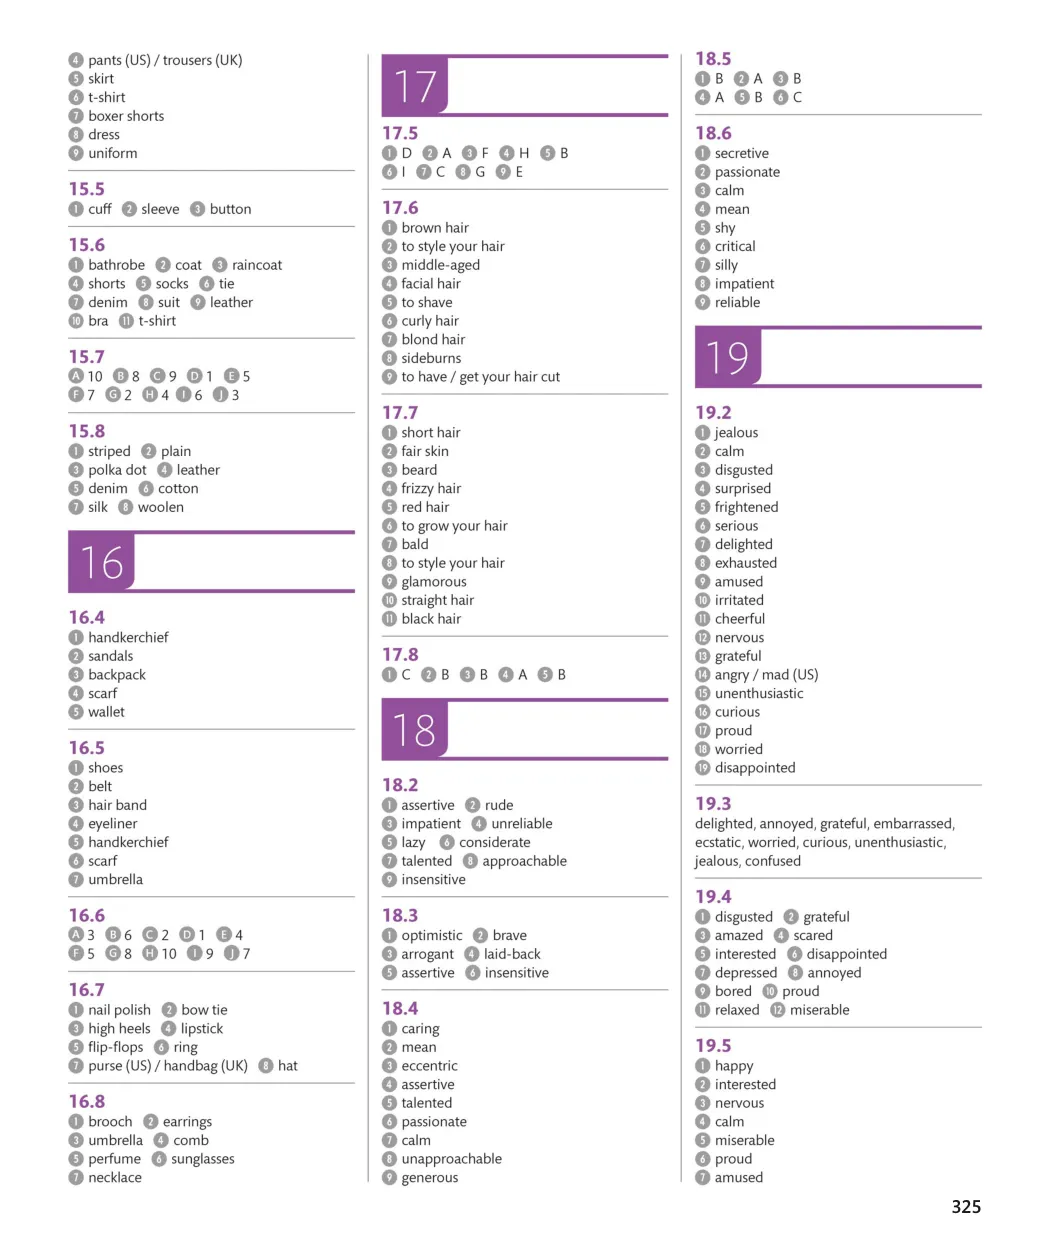 4 pants (US) / trousers (UK)
5 skirt
6 t-shirt
7 boxer shorts
8 dress
9 uniform
15.5
1 cuff 2 sleeve 3 button
15.6
1 bathrobe 2 coat 3 raincoat
4 shorts 5 socks 6 tie
7 denim 8 suit 9 leather
10 bra 11 t-shirt
15.7
A 10 B 8 C 9 D 1 E 5
F 7 G 2 H 4 I 6 J 3
15.8
1 striped 2 plain
3 polka dot 4 leather
5 denim 6 cotton
7 silk 8 woolen
16
16.4
1 handkerchief
2 sandals
3 backpack
4 scarf
5 wallet
16.5
1 shoes
2 belt
3 hair band
4 eyeliner
5 handkerchief
6 scarf
7 umbrella
16.6
A 3 B 6 C 2 D 1 E 4
F 5 G 8 H 10 I 9 J 7
16.7
1 nail polish 2 bow tie
3 high heels 4 lipstick
5 flip-flops 6 ring
7 purse (US) / handbag (UK) 8 hat
16.8
1 brooch 2 earrings
3 umbrella 4 comb
5 perfume 6 sunglasses
7 necklace
17
17.5
1 D 2 A 3 F 4 H 5 B
6 I 7 C 8 G 9 E
17.6
1 brown hair
2 to style your hair
3 middle-aged
4 facial hair
5 to shave
6 curly hair
7 blond hair
8 sideburns
9 to have / get your hair cut
17.7
1 short hair
2 fair skin
3 beard
4 frizzy hair
5 red hair
6 to grow your hair
7 bald
8 to style your hair
9 glamorous
10 straight hair
11 black hair
17.8
1 C 2 B 3 B 4 A 5 B
18
18.2
1 assertive 2 rude
3 impatient 4 unreliable
5 lazy 6 considerate
7 talented 8 approachable
9 insensitive
18.3
1 optimistic 2 brave
3 arrogant 4 laid-back
5 assertive 6 insensitive
18.4
1 caring
2 mean
3 eccentric
4 assertive
5 talented
6 passionate
7 calm
8 unapproachable
9 generous
18.5
1 B 2 A 3 B
4 A 5 B 6 C
18.6
1 secretive
2 passionate
3 calm
4 mean
5 shy
6 critical
7 silly
8 impatient
9 reliable
19
19.2
1 jealous
2 calm
3 disgusted
4 surprised
5 frightened
6 serious
7 delighted
8 exhausted
9 amused
10 irritated
11 cheerful
12 nervous
13 grateful
14 angry / mad (US)
15 unenthusiastic
16 curious
17 proud
18 worried
19 disappointed
19.3
delighted, annoyed, grateful, embarrassed,
ecstatic, worried, curious, unenthusiastic,
jealous, confused
19.4
1 disgusted 2 grateful
3 amazed 4 scared
5 interested 6 disappointed
7 depressed 8 annoyed
9 bored 10 proud
11 relaxed 12 miserable
19.5
1 happy
2 interested
3 nervous
4 calm
5 miserable
6 proud
7 amused
325